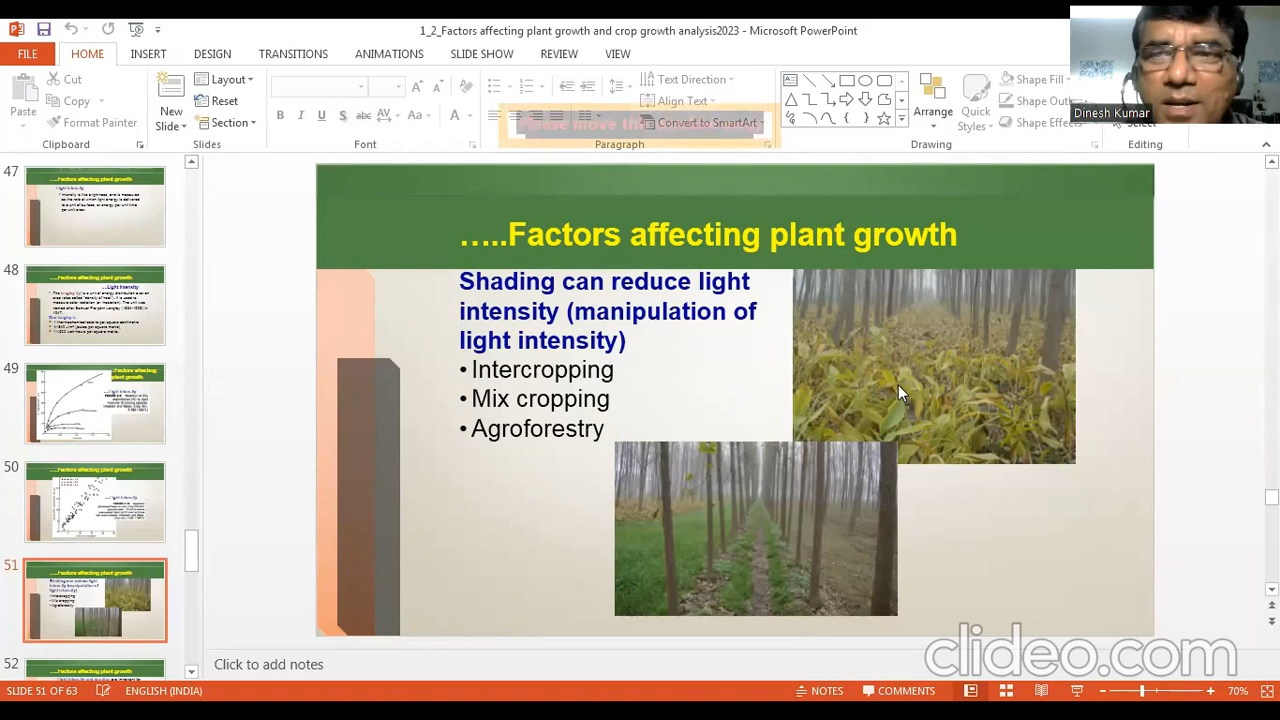 1_2_Factors affecting plant growth and crop growth analysis2023 - Microsoft PowerPoint
FILE HOME INSERT DESIGN TRANSITIONS ANIMATIONS SLIDE SHOW REVIEW VIEW
Cut
Copy
Format Painter
Paste
Clipboard
New
Slide
Layout
Reset
Section
Slides
Font
Text Direction
Align Text
Convert to SmartArt
Please move the
Paragraph
Arrange
Quick
Styles
Shape Fill
Shape
Drawing
Editing
Dinesh Kumar
47
48
49
50
51
52
.....Factors affecting plant growth
Shading can reduce light
intensity (manipulation of
light intensity)
• Intercropping
• Mix cropping
• Agroforestry
Click to add notes
clideo.com
SLIDE 51 OF 63 ENGLISH (INDIA) NOTES COMMENTS 70%